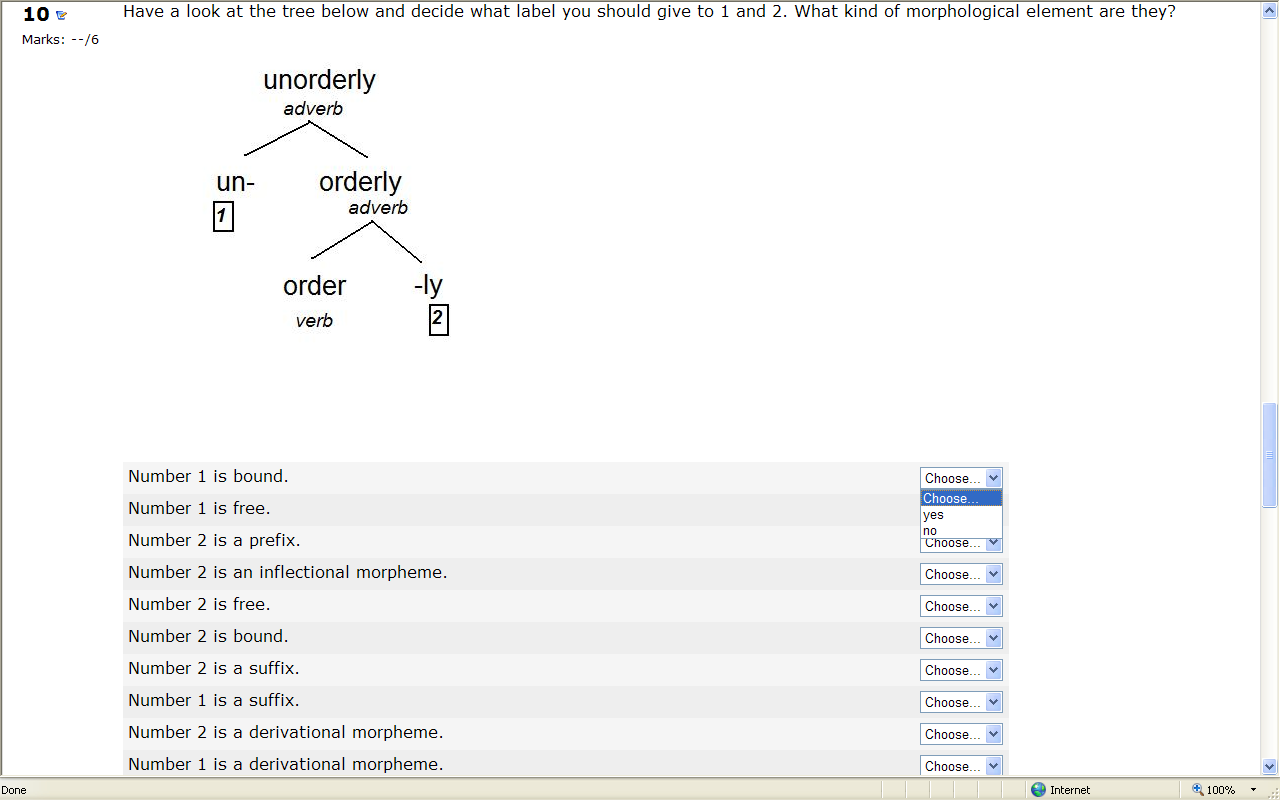 10 Have a look at the tree below and decide what label you should give to 1 and 2. What kind of morphological element are they?
Marks: --/6
unorderly
adverb
un- orderly
1 adverb
order -ly
verb 2
Number 1 is bound. Choose...
Choose...
Number 1 is free. yes
no
Number 2 is a prefix. Choose...
Number 2 is an inflectional morpheme. Choose...
Number 2 is free. Choose...
Number 2 is bound. Choose...
Number 2 is a suffix. Choose...
Number 1 is a suffix. Choose...
Number 2 is a derivational morpheme. Choose...
Number 1 is a derivational morpheme. Choose...
Done Internet 100%